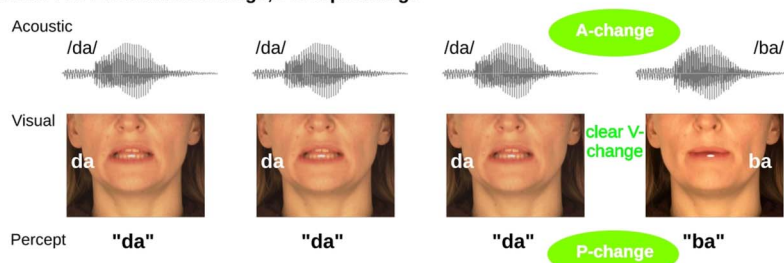 Acoustic
/da/ /da/ /da/ A-change /ba/
Visual
da da da clear V-change ba
Percept "da" "da" "da" P-change "ba"